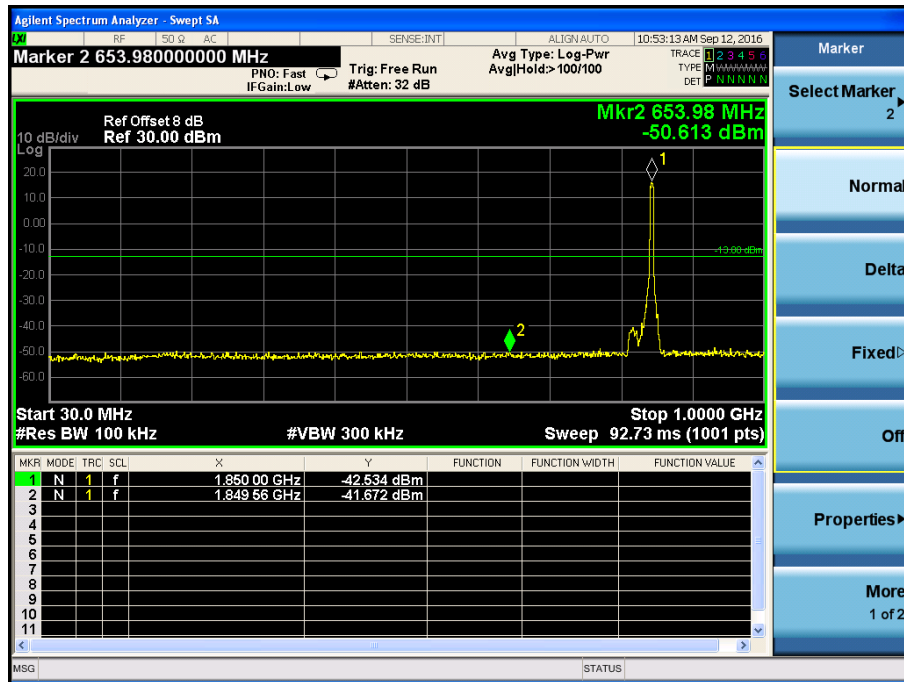 Agilent Spectrum Analyzer - Swept SA
LXI RF 50 Ω AC SENSE:INT ALIGN AUTO 10:53:13 AM Sep 12, 2016
Marker 2 653.980000000 MHz
PNO: Fast
IFGain:Low
Trig: Free Run
#Atten: 32 dB
Avg Type: Log-Pwr
Avg|Hold:>100/100
TRACE 1 2 3 4 5 6
TYPE M W W W W W
DET P N N N N N
Mkr2 653.98 MHz
-50.613 dBm
Ref Offset 8 dB
10 dB/div Ref 30.00 dBm
Log
20.0
10.0
0.00
-10.0
-20.0
-30.0
-40.0
-50.0
-60.0
1
-13.00 dBm
2
Start 30.0 MHz Stop 1.0000 GHz
#Res BW 100 kHz #VBW 300 kHz Sweep 92.73 ms (1001 pts)
MKR MODE TRC SCL X Y FUNCTION FUNCTION WIDTH FUNCTION VALUE
1 N 1 f 1.850 00 GHz -42.534 dBm
2 N 1 f 1.849 56 GHz -41.672 dBm
3
4
5
6
7
8
9
10
11
MSG STATUS
Marker
Select Marker
2
Normal
Delta
Fixed
Off
Properties
More
1 of 2